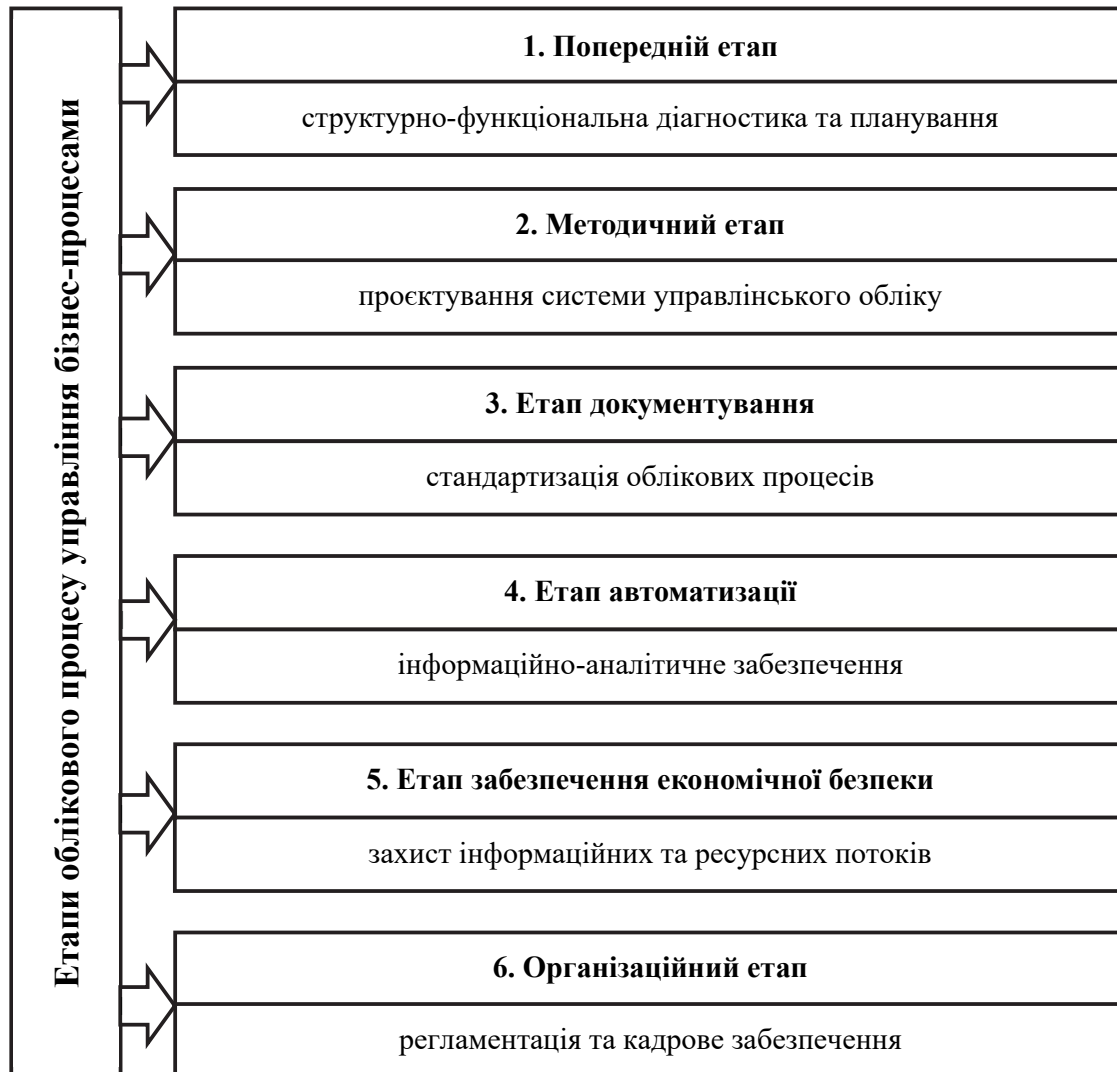 Етапи облікового процесу управління бізнес-процесами
1. Попередній етап
структурно-функціональна діагностика та планування
2. Методичний етап
проєктування системи управлінського обліку
3. Етап документування
стандартизація облікових процесів
4. Етап автоматизації
інформаційно-аналітичне забезпечення
5. Етап забезпечення економічної безпеки
захист інформаційних та ресурсних потоків
6. Організаційний етап
регламентація та кадрове забезпечення